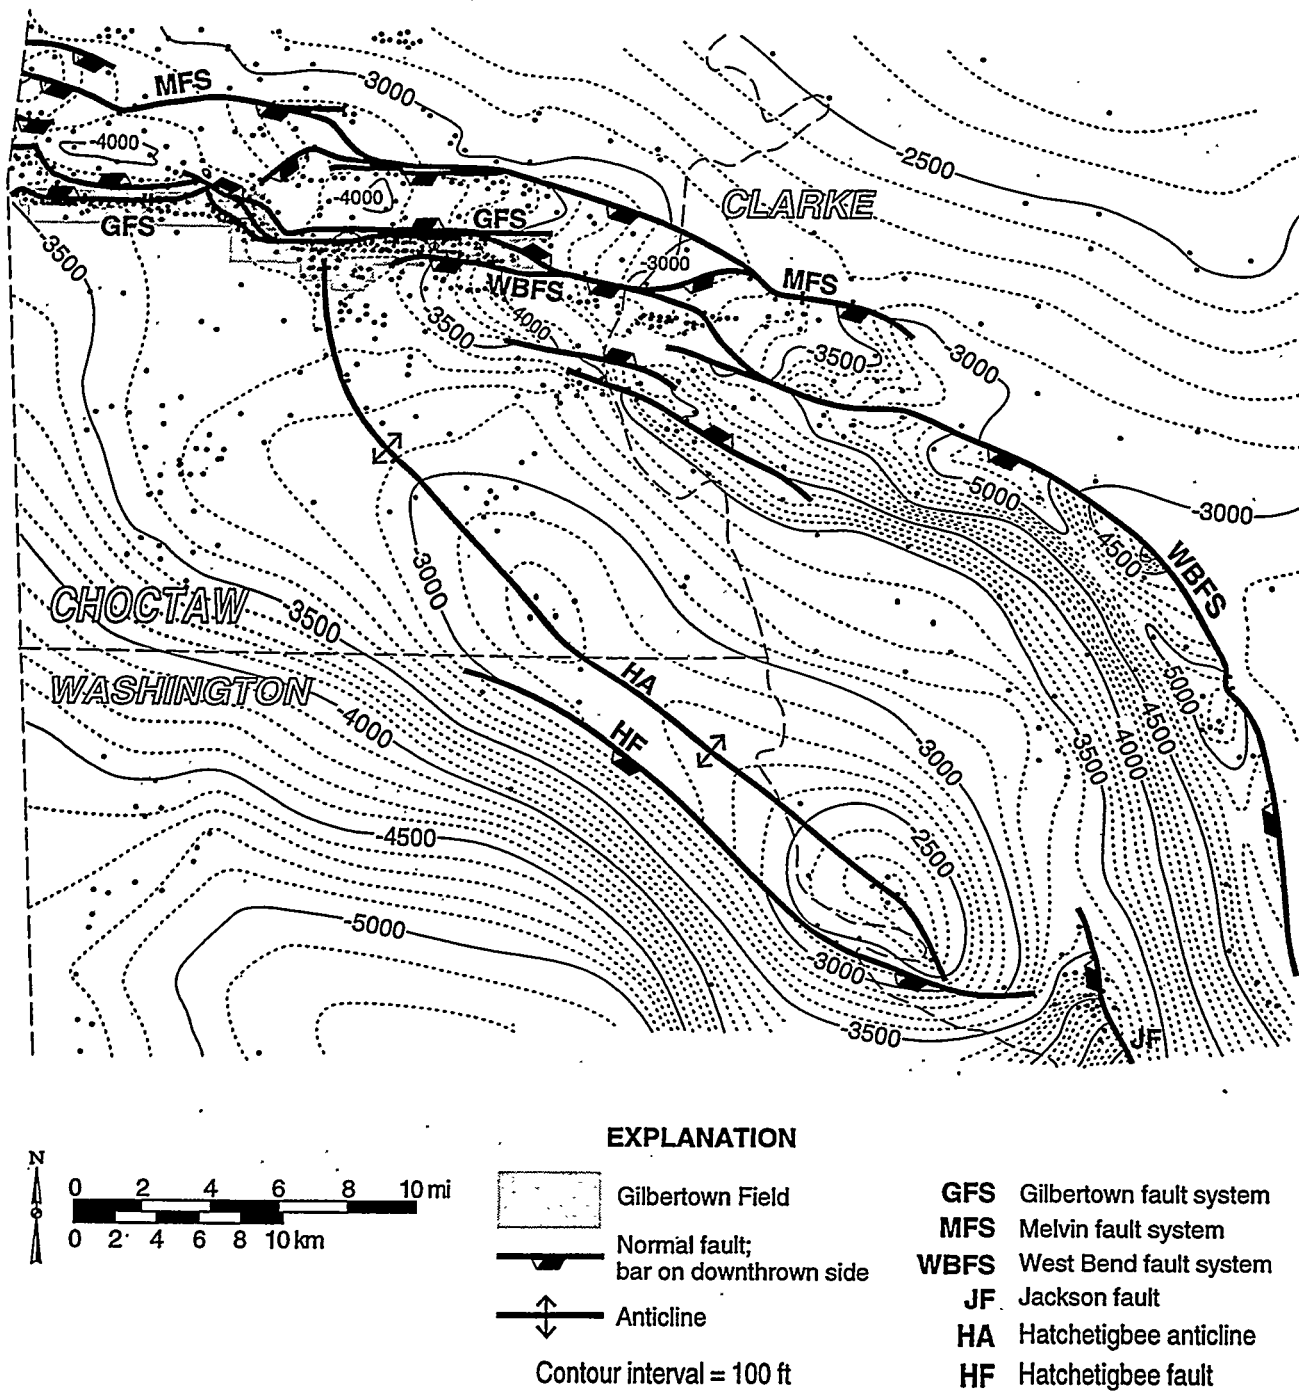 MFS
-3000
-2500
-4000
-4000
CLARKE
GFS
GFS
-3500
-3000
MFS
WBFS
3500
4000
-3500
-3000
5000
-3000
4500
WBFS
3000
CHOCTAW
3500
WASHINGTON
HA
5000
-4000
HF
3000
3500
4000
4500
-4500
2500
-5000
3000
-3500
JF
EXPLANATION
N
0 2 4 6 8 10 mi
0 2 4 6 8 10 km
Gilbertown Field
Normal fault;
bar on downthrown side
Anticline
Contour interval = 100 ft
GFS Gilbertown fault system
MFS Melvin fault system
WBFS West Bend fault system
JF Jackson fault
HA Hatchetigbee anticline
HF Hatchetigbee fault